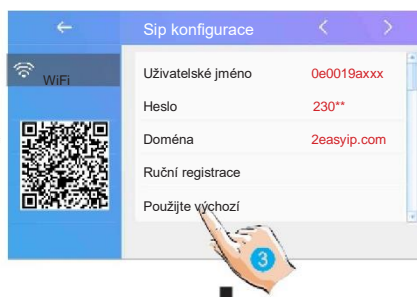 Sip konfigurace
WiFi
Uživatelské jméno 0e0019axxx
Heslo 230**
Doména 2easyip.com
Ruční registrace
Použijte výchozí
3